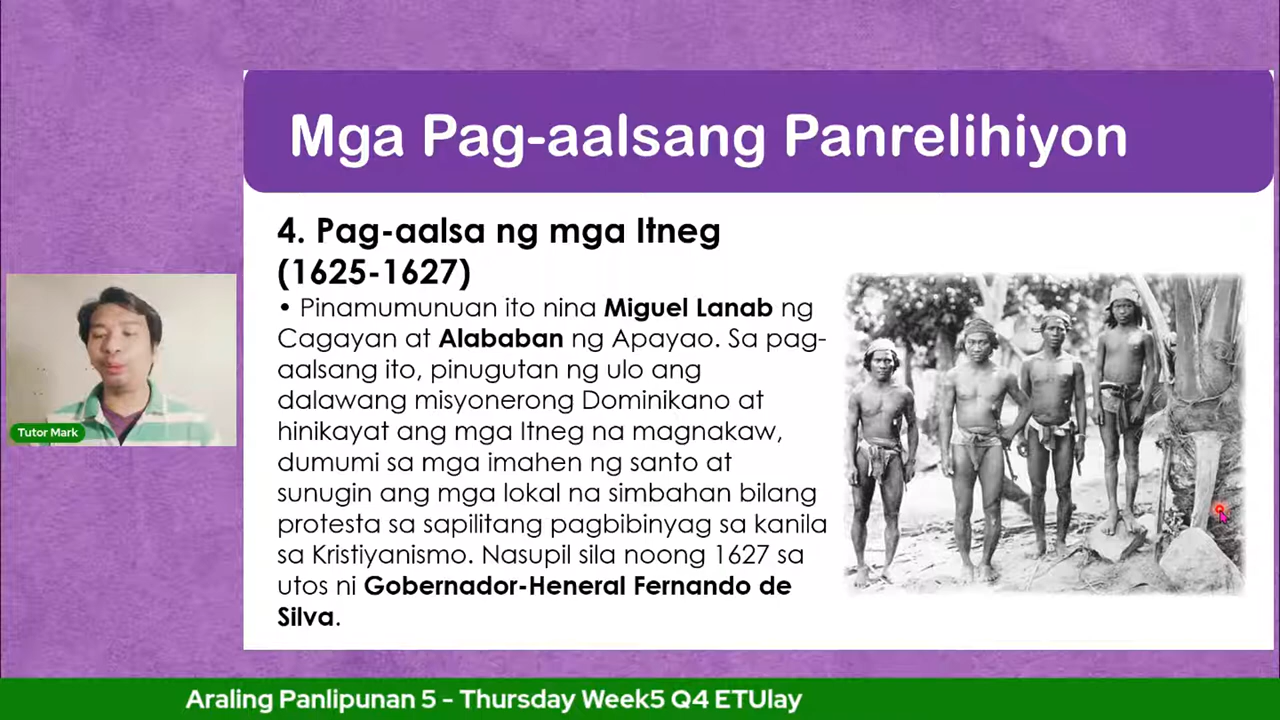 Mga Pag-aalsang Panrelihiyon
4. Pag-aalsa ng mga Itneg
(1625-1627)
• Pinamumunuan ito nina Miguel Lanab ng
Cagayan at Alababan ng Apayao. Sa pag-
aalsang ito, pinugutan ng ulo ang
dalawang misyonerong Dominikano at
hinikayat ang mga Itneg na magnakaw,
dumumi sa mga imahen ng santo at
sunugin ang mga lokal na simbahan bilang
protesta sa sapilitang pagbibinyag sa kanila
sa Kristiyanismo. Nasupil sila noong 1627 sa
utos ni Gobernador-Heneral Fernando de
Silva.
Tutor Mark
Araling Panlipunan 5 - Thursday Week5 Q4 ETUlay